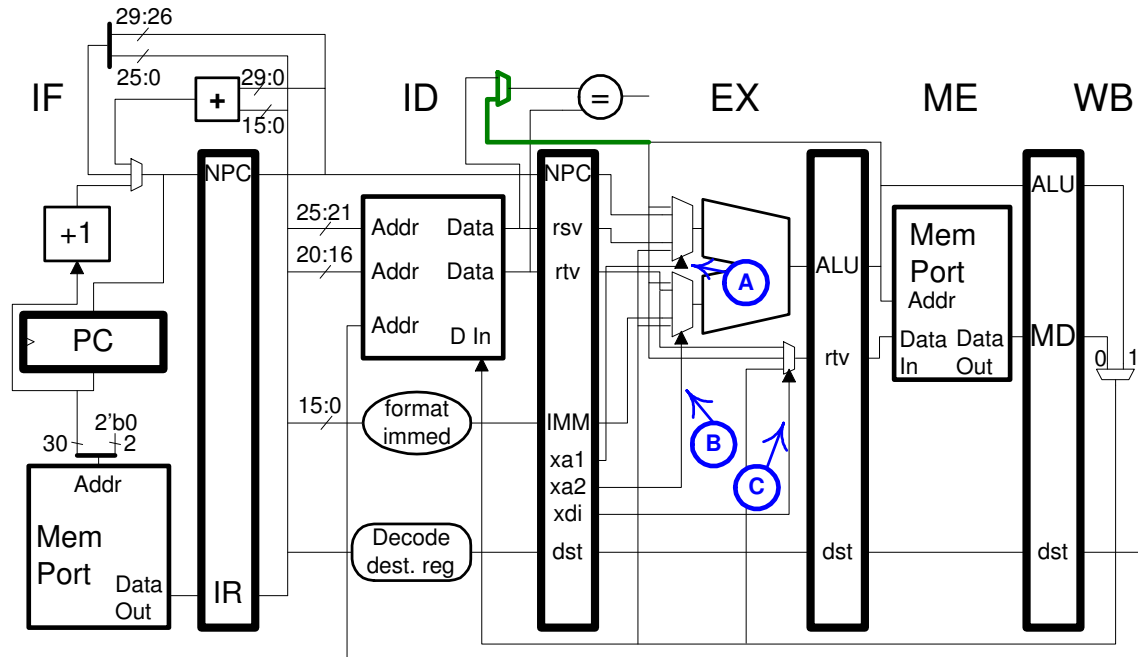 29:26
25:0
IF
ID
EX
ME
WB
+
29:0
15:0
=
NPC
NPC
ALU
+1
25:21
Addr
Data
rsv
20:16
Addr
Data
rtv
A
ALU
Mem
Port
Addr
PC
Addr
D In
rtv
Data
In
Data
Out
MD
0
1
15:0
format
immed
IMM
30
2'b0
2
Addr
xa1
xa2
xdi
B
C
Mem
Port
Data
Out
IR
Decode
dest. reg
dst
dst
dst